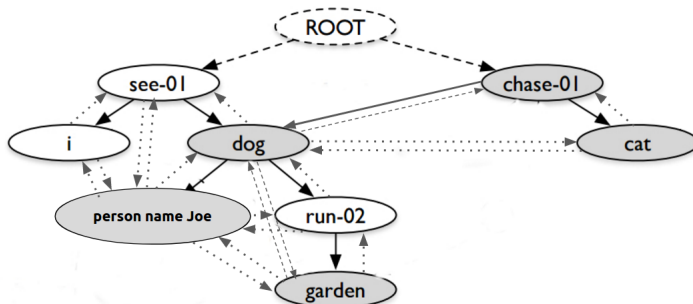 ROOT
see-01
chase-01
i
dog
cat
person name Joe
run-02
garden